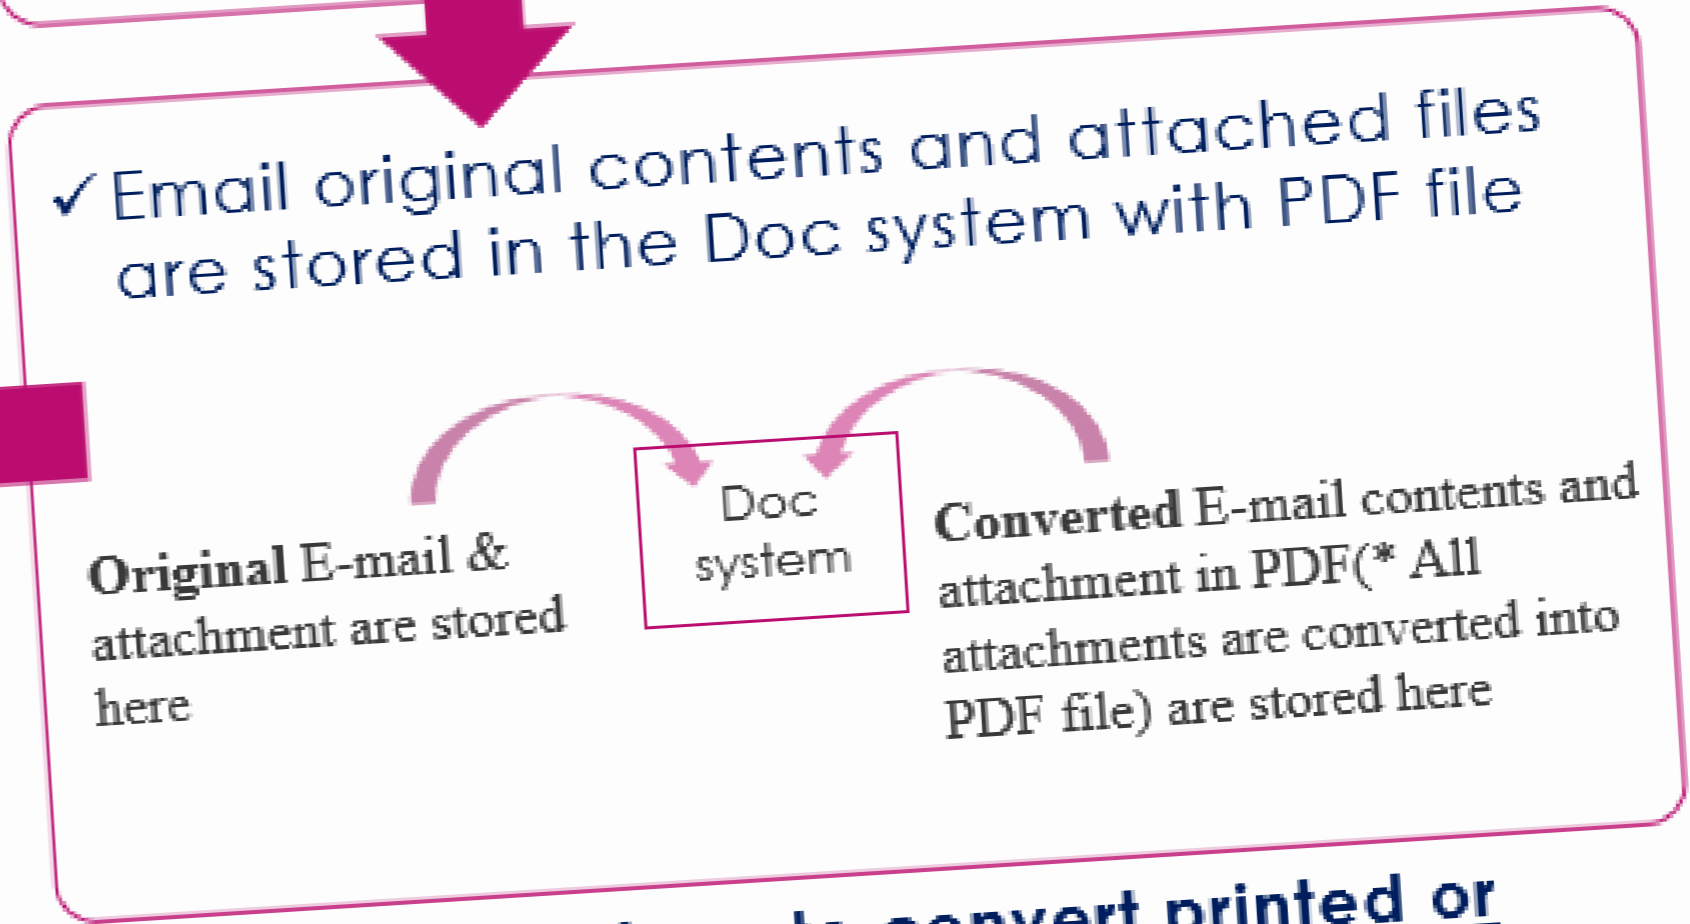 ✓ Email original contents and attached files
are stored in the Doc system with PDF file
Original E-mail &
attachment are stored
here
Doc
system
Converted E-mail contents and
attachment in PDF(* All
attachments are converted into
PDF file) are stored here
convert printed or